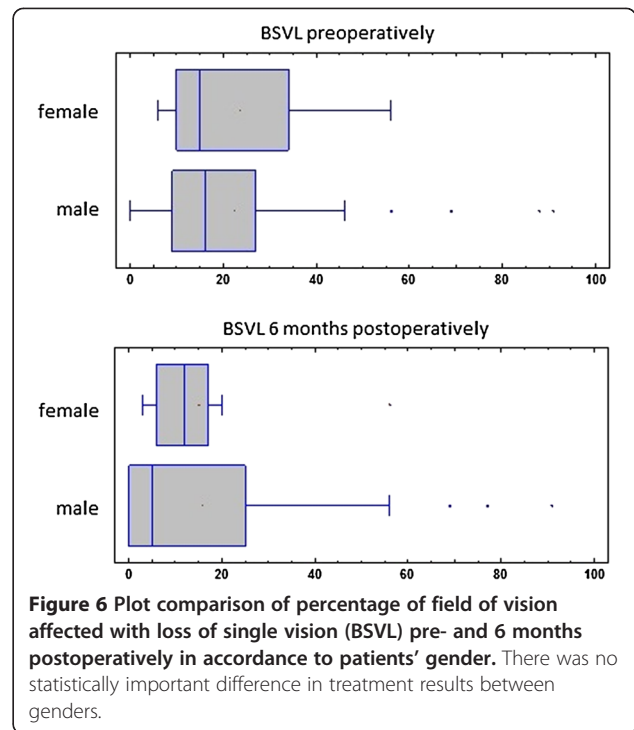 BSVL preoperatively
female
male
0 20 40 60 80 100
BSVL 6 months postoperatively
female
male
0 20 40 60 80 100
Figure 6 Plot comparison of percentage of field of vision
affected with loss of single vision (BSVL) pre- and 6 months
postoperatively in accordance to patients’ gender. There was no
statistically important difference in treatment results between
genders.